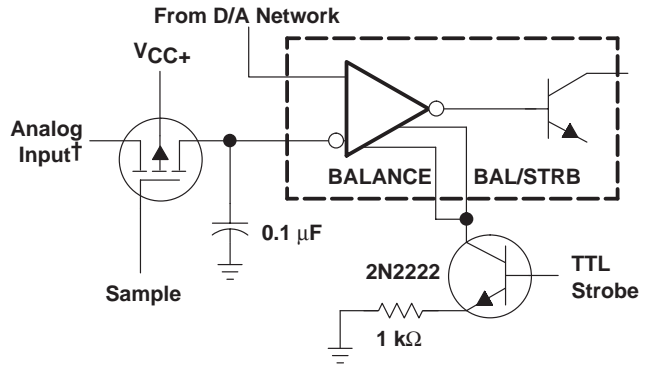 From D/A Network
VCC+
Analog
Input†
BALANCE
BAL/STRB
0.1 μF
2N2222
TTL
Strobe
Sample
1 kΩ